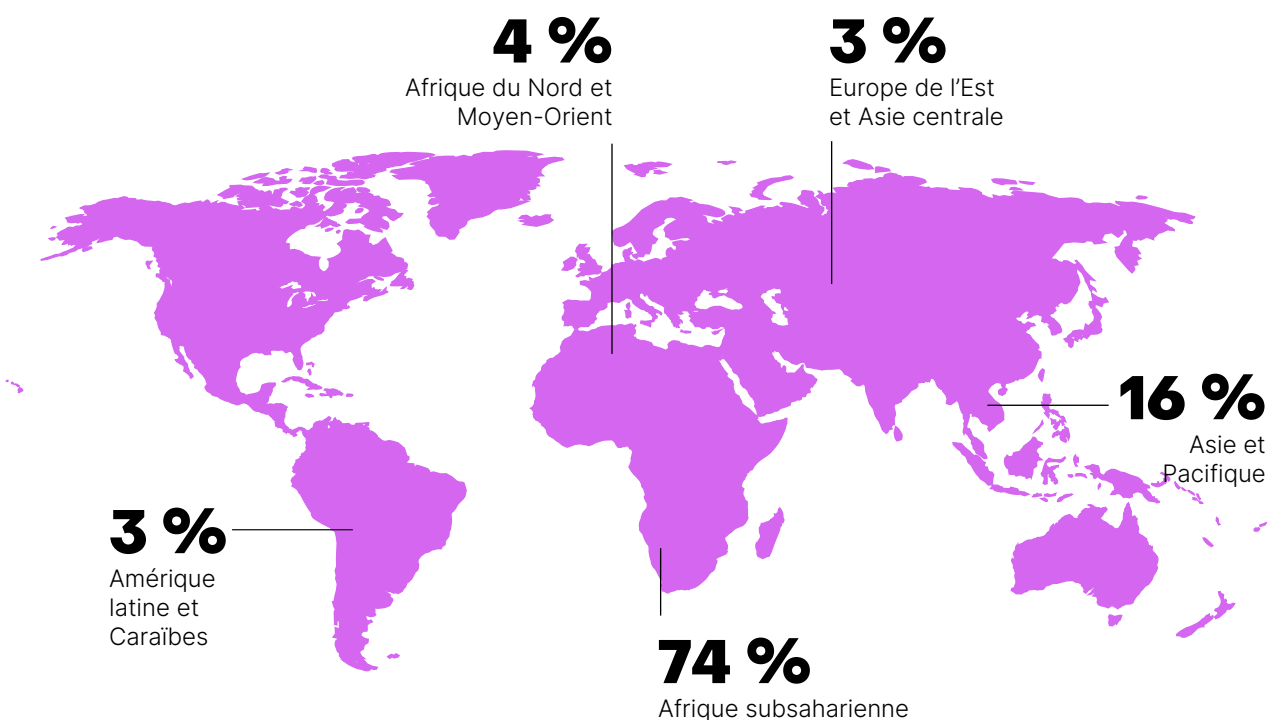 4 %
Afrique du Nord et
Moyen-Orient
3 %
Europe de l’Est
et Asie centrale
16 %
Asie et
Pacifique
3 %
Amérique
latine et
Caraïbes
74 %
Afrique subsaharienne